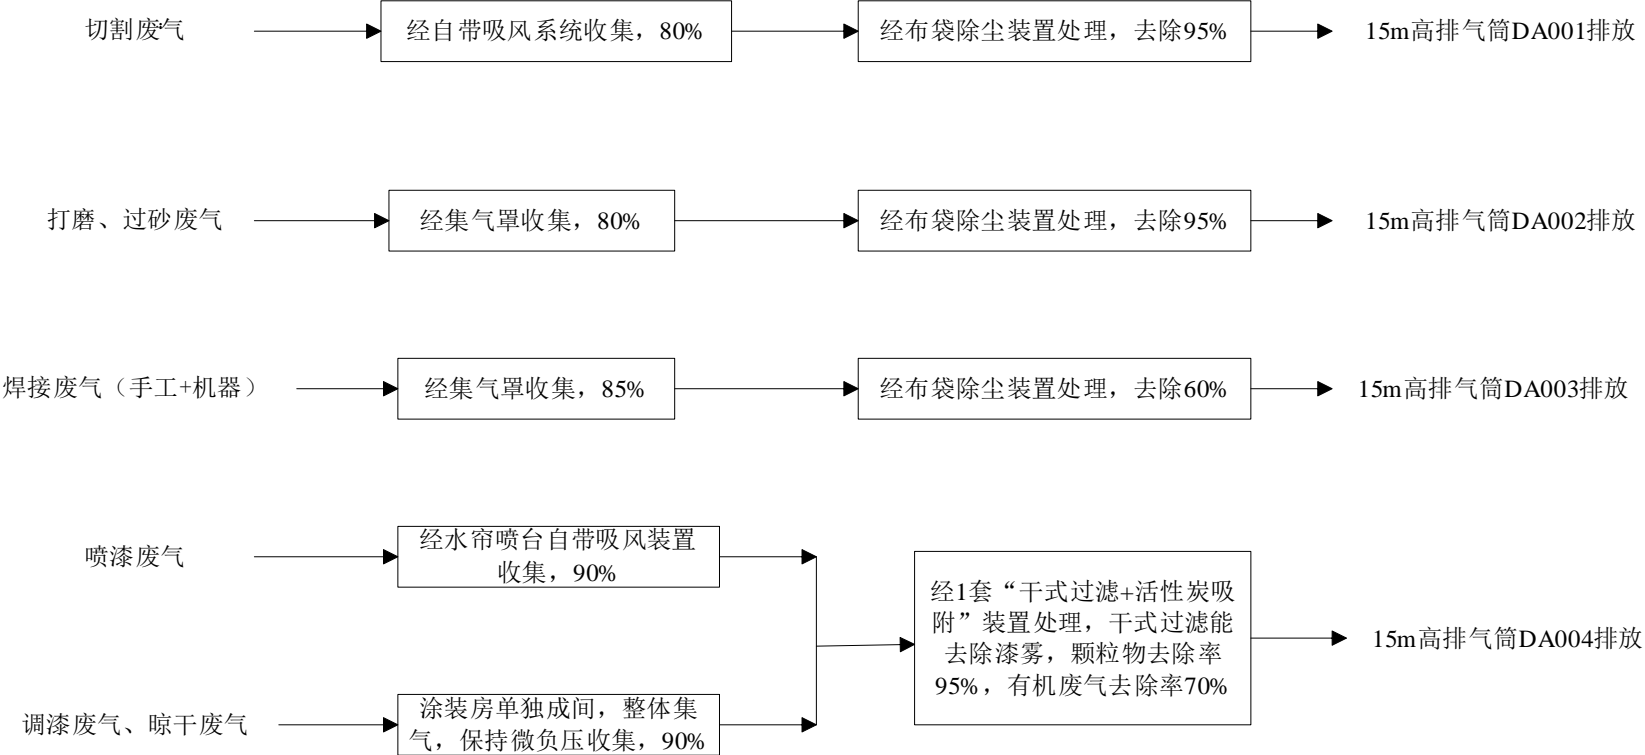 切割废气
经自带吸风系统收集，80%
经布袋除尘装置处理，去除95%
15m高排气筒DA001排放
打磨、过砂废气
经集气罩收集，80%
经布袋除尘装置处理，去除95%
15m高排气筒DA002排放
焊接废气（手工+机器）
经集气罩收集，85%
经布袋除尘装置处理，去除60%
15m高排气筒DA003排放
喷漆废气
经水帘喷台自带吸风装置
收集，90%
调漆废气、晾干废气
涂装房单独成间，整体集
气，保持微负压收集，90%
经1套“干式过滤+活性炭吸
附”装置处理，干式过滤能
去除漆雾，颗粒物去除率
95%，有机废气去除率70%
15m高排气筒DA004排放